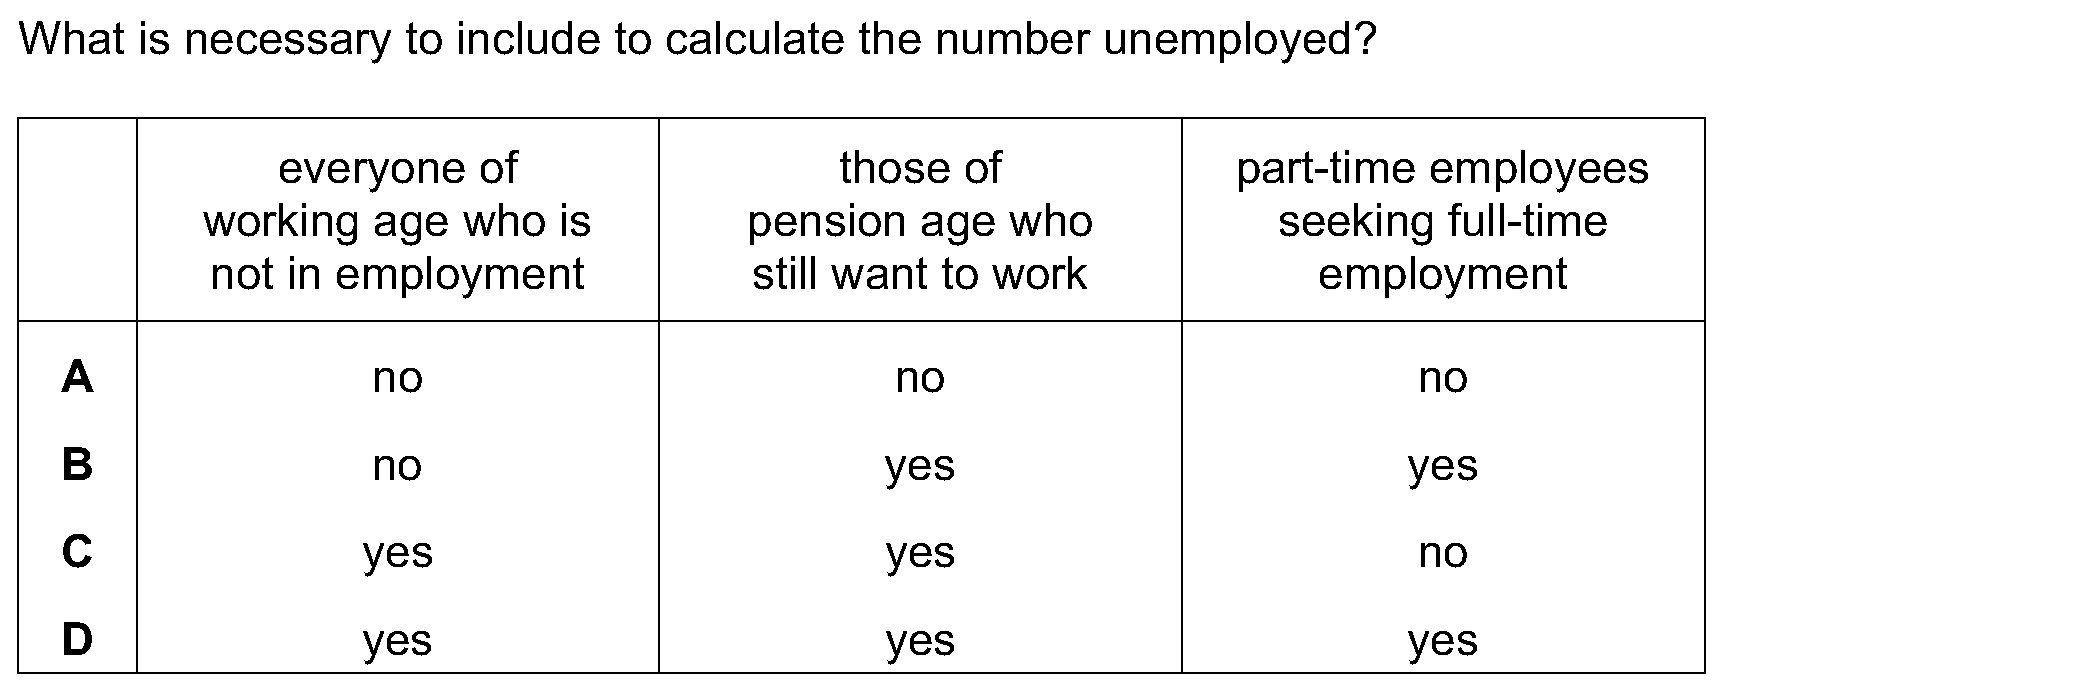 What is necessary to include to calculate the number unemployed?
everyone of
working age who is
not in employment
those of
pension age who
still want to work
part-time employees
seeking full-time
employment
A no no no
B no yes yes
C yes yes no
D yes yes yes